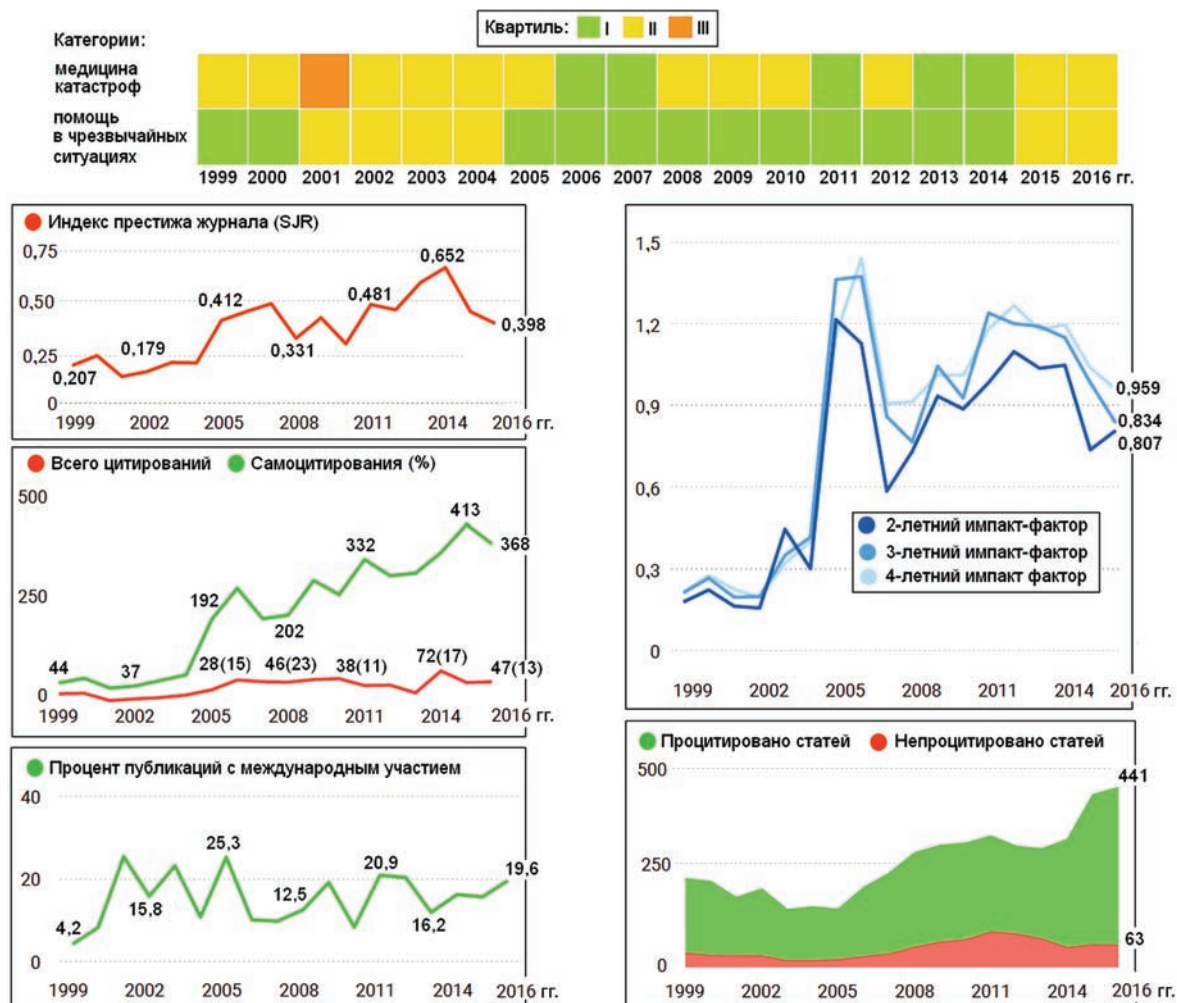 Квартиль: I II III
Категории:
медицина
катастроф
помощь
в чрезвычайных
ситуациях
1999 2000 2001 2002 2003 2004 2005 2006 2007 2008 2009 2010 2011 2012 2013 2014 2015 2016 гг.
Индекс престижа журнала (SJR)
0,75
0,652
0,50
0,412
0,481
0,398
0,331
0,25
0,179
0,207
0
1999 2002 2005 2008 2011 2014 2016 гг.
Всего цитирований Самоцитирования (%)
500
413
368
332
250
192
202
44
37
28(15) 46(23) 38(11) 72(17) 47(13)
0
1999 2002 2005 2008 2011 2014 2016 гг.
Процент публикаций с международным участием
40
25,3
20,9
19,6
20
15,8
12,5
16,2
4,2
0
1999 2002 2005 2008 2011 2014 2016 гг.
1,5
1,2
0,9
0,959
0,834
0,807
0,6
2-летний импакт-фактор
3-летний импакт-фактор
4-летний импакт фактор
0,3
0
1999 2002 2005 2008 2011 2014 2016 гг.
Процитировано статей Непроцитировано статей
500
441
250
63
0
1999 2002 2005 2008 2011 2014 2016 гг.